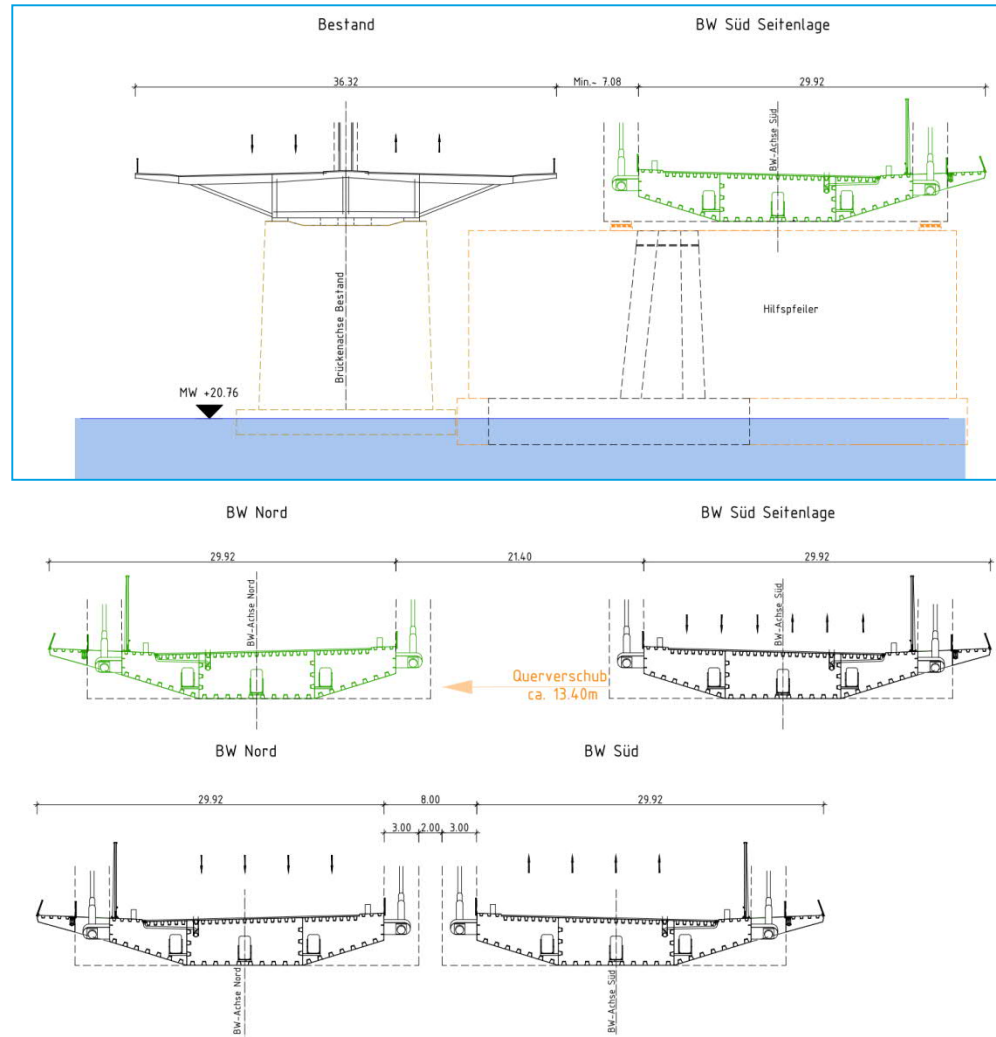 Bestand
BW Süd Seitenlage
36.32
Min.~ 7.08
29.92
BW-Achse Süd
Brückenachse Bestand
Hilfspfeiler
MW +20.76
BW Nord
BW Süd Seitenlage
29.92
21.40
29.92
BW-Achse Nord
BW-Achse Süd
Querverschub
ca. 13.40m
BW Nord
BW Süd
29.92
8.00
29.92
3.00
2.00
3.00
BW-Achse Nord
BW-Achse Süd